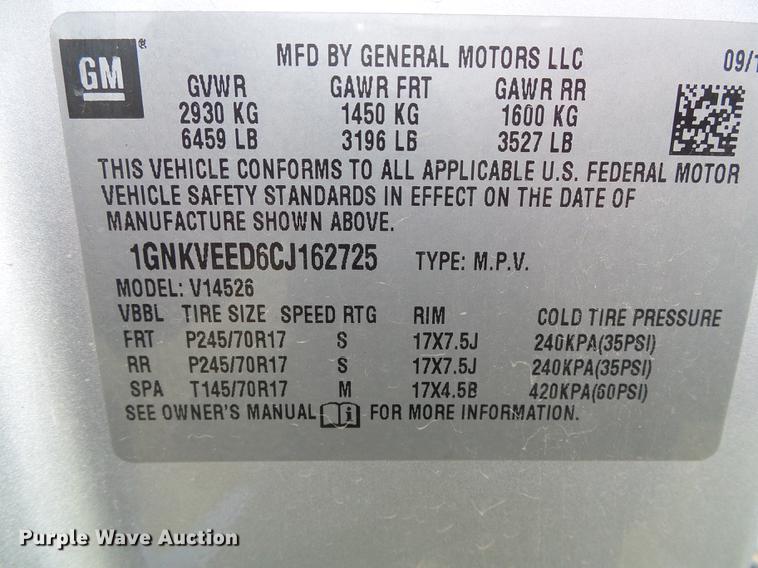 GM®
MFD BY GENERAL MOTORS LLC 09/1
GVWR GAWR FRT GAWR RR
2930 KG 1450 KG 1600 KG
6459 LB 3196 LB 3527 LB
THIS VEHICLE CONFORMS TO ALL APPLICABLE U.S. FEDERAL MOTOR
VEHICLE SAFETY STANDARDS IN EFFECT ON THE DATE OF
MANUFACTURE SHOWN ABOVE.
1GNKVEED6CJ162725 TYPE: M.P.V.
MODEL: V14526
VBBL TIRE SIZE SPEED RTG RIM COLD TIRE PRESSURE
FRT P245/70R17 S 17X7.5J 240KPA(35PSI)
RR P245/70R17 S 17X7.5J 240KPA(35PSI)
SPA T145/70R17 M 17X4.5B 420KPA(60PSI)
SEE OWNER'S MANUAL i FOR MORE INFORMATION.
Purple Wave Auction